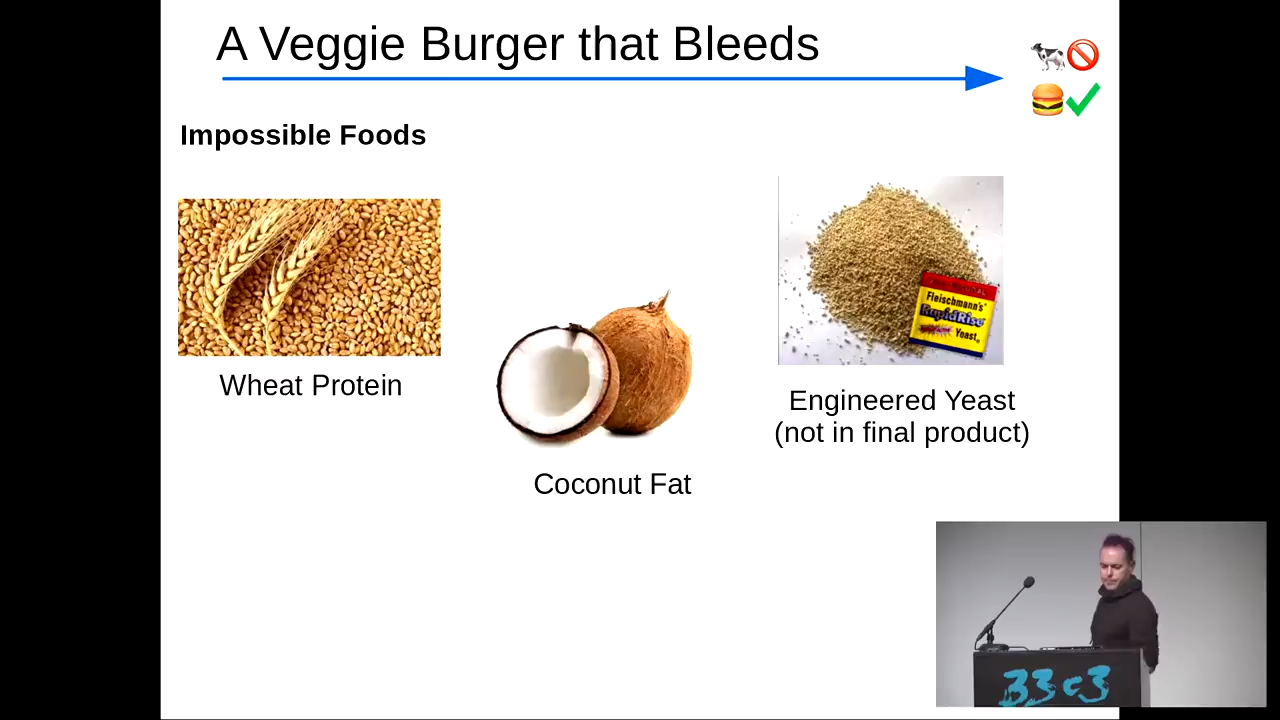 A Veggie Burger that Bleeds
Impossible Foods
Fleischmann's
RapidRise
Yeast
Wheat Protein
Engineered Yeast
(not in final product)
Coconut Fat
33c3